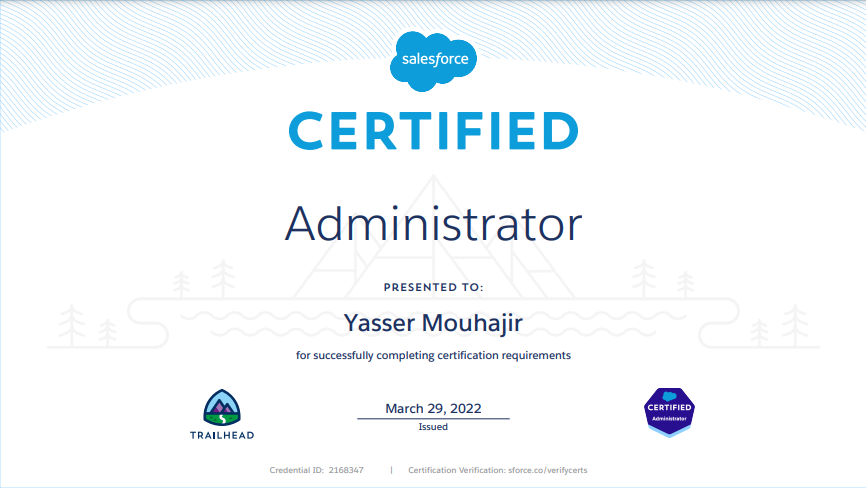 salesforce
CERTIFIED
Administrator
PRESENTED TO:
Yasser Mouhajir
for successfully completing certification requirements
TRAILHEAD
March 29, 2022
Issued
CERTIFIED
Administrator
Credential ID: 2168347 | Certification Verification: sforce.co/verifycerts